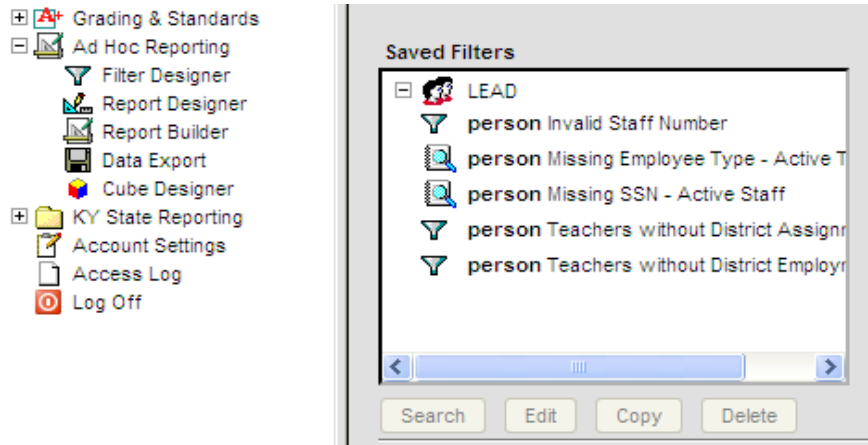 Grading & Standards
Ad Hoc Reporting
Filter Designer
Report Designer
Report Builder
Data Export
Cube Designer
KY State Reporting
Account Settings
Access Log
Log Off
Saved Filters
LEAD
person Invalid Staff Number
person Missing Employee Type - Active T
person Missing SSN - Active Staff
person Teachers without District Assignr
person Teachers without District Employr
Search Edit Copy Delete